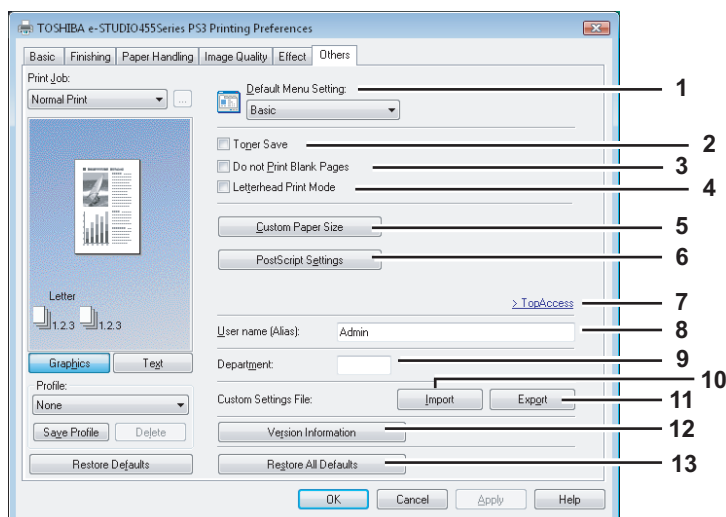 TOSHIBA e-STUDIO455Series PS3 Printing Preferences
Basic Finishing Paper Handling Image Quality Effect Others
Print Job:
Normal Print ...
Default Menu Setting: 1
Basic
Toner Save 2
Do not Print Blank Pages 3
Letterhead Print Mode 4
Custom Paper Size 5
PostScript Settings 6
Letter
1.2.3 1.2.3
> TopAccess 7
User name (Alias): Admin 8
Graphics Text
Department: 9
10
Profile:
None
Custom Settings File: Import Export 11
Save Profile Delete
Version Information 12
Restore Defaults
Restore All Defaults 13
OK Cancel Apply Help